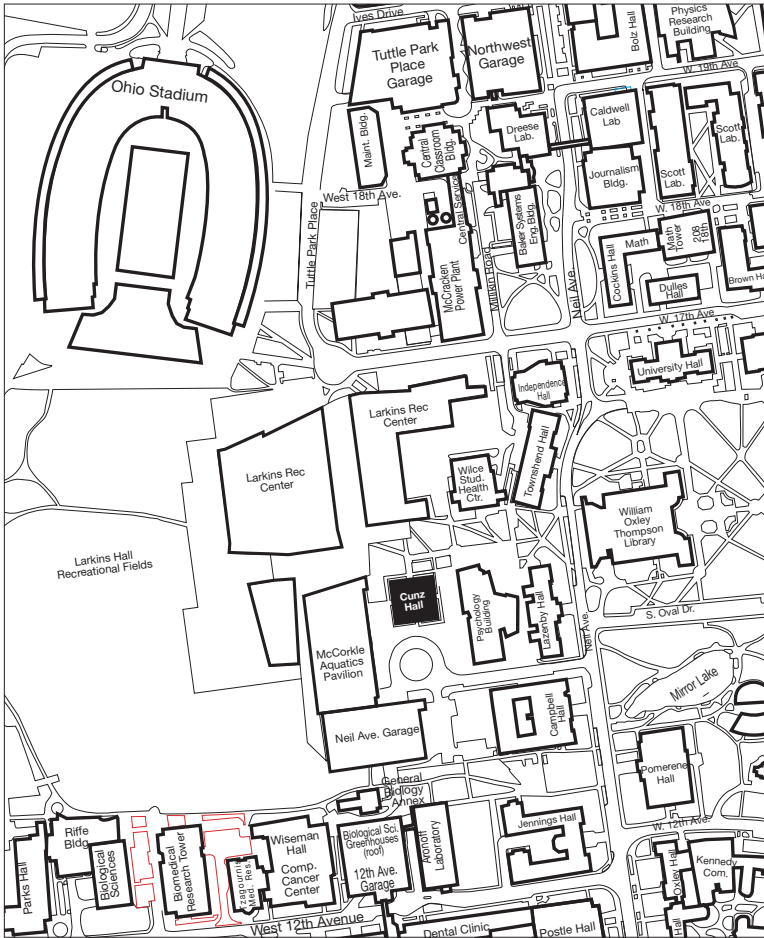 Ives Drive
Physics
Research
Building
Bolz Hall
Tuttle Park
Place
Garage
Northwest
Garage
W. 19th Ave
Ohio Stadium
Maint. Bldg.
Central
Classroom
Bldg.
Dreese
Lab.
Caldwell
Lab
Scott
Lab.
Scott
Lab.
Journalism
Bldg.
West 18th Ave.
W. 18th Ave
Tuttle Park Place
Central Service
Baker Systems
Eng. Bldg.
Millikin Road
McCracken
Power Plant
Neil Ave.
Cockins Hall
Math
Math
Tower
208
18th
Dulles
Hall
Brown Ha
W. 17th Ave
University Hall
Independence
Hall
Larkins Rec
Center
Townshend Hall
Larkins Rec
Center
Wilce
Stud.
Health
Ctr.
William
Oxley
Thompson
Library
Larkins Hall
Recreational Fields
Cunz
Hall
Psychology
Building
Lazenby Hall
Neil Ave.
S. Oval Dr.
McCorkle
Aquatics
Pavilion
Mirror Lake
Campbell
Hall
Neil Ave. Garage
Pomerene
Hall
General
Biology
Annex
Riffe
Bldg.
Parks Hall
Biological
Sciences
Biomedical
Research Tower
Tzagournis
Med. Res.
Wiseman
Hall
Comp.
Cancer
Center
Biological Sci.
Greenhouses
(roof)
12th Ave.
Garage
Aronoff
Laboratory
Jennings Hall
W. 12th Ave.
Oxley Hall
Kennedy
Com.
Hall
West 12th Avenue
Dental Clinic
Postle Hall